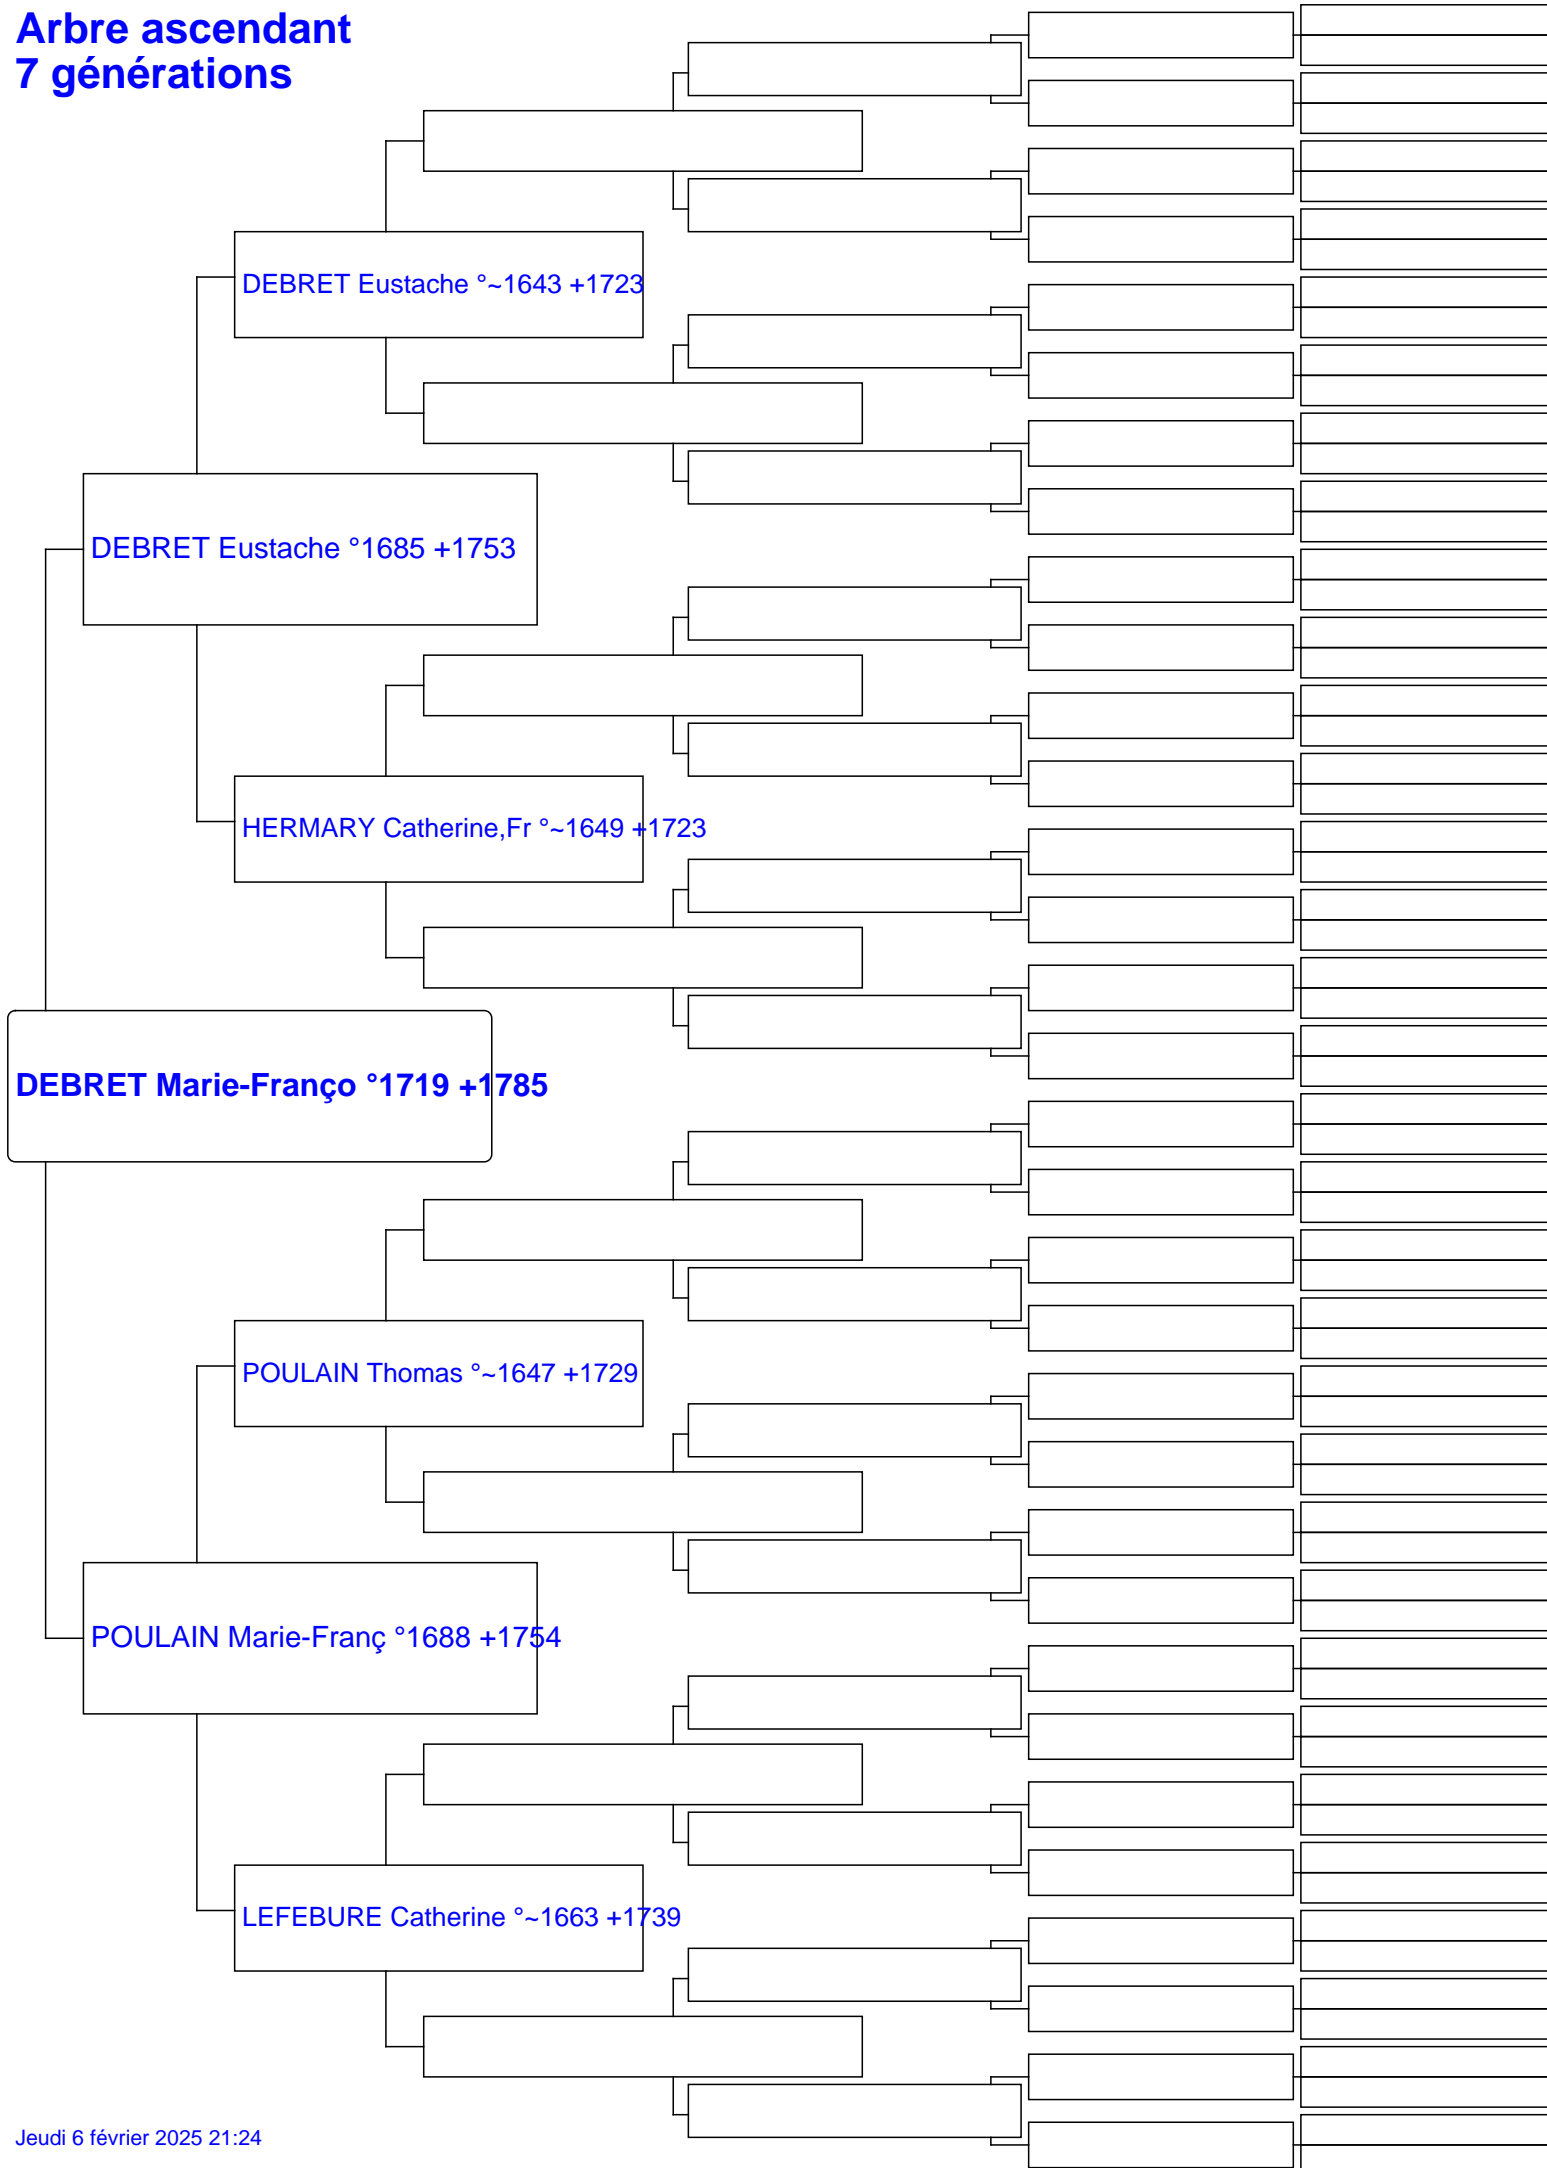 Arbre ascendant
7 générations
DEBRET Eustache °~1643 +1723
DEBRET Eustache °1685 +1753
HERMARY Catherine,Fr °~1649 +1723
DEBRET Marie-Franço °1719 +1785
POULAIN Thomas °~1647 +1729
POULAIN Marie-Franç °1688 +1754
LEFEBURE Catherine °~1663 +1739
Jeudi 6 février 2025 21:24